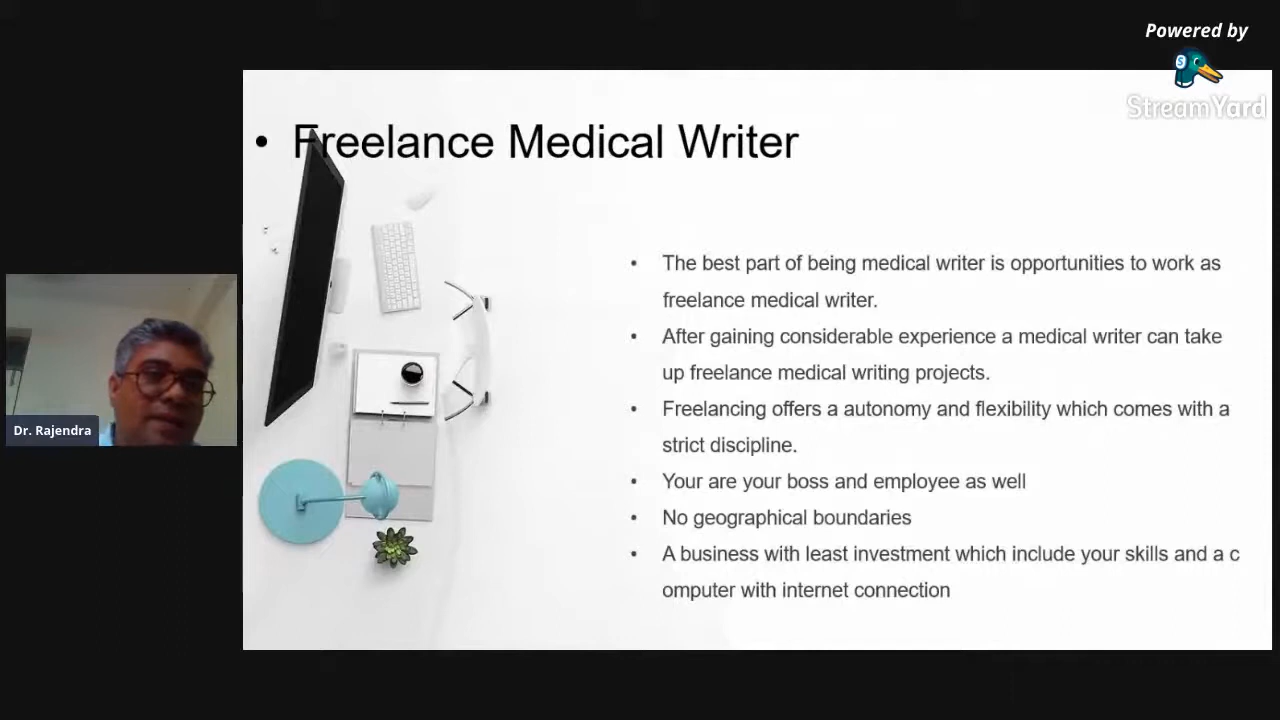 Powered by
StreamYard
• Freelance Medical Writer
• The best part of being medical writer is opportunities to work as
freelance medical writer.
• After gaining considerable experience a medical writer can take
up freelance medical writing projects.
• Freelancing offers a autonomy and flexibility which comes with a
strict discipline.
• Your are your boss and employee as well
• No geographical boundaries
• A business with least investment which include your skills and a c
omputer with internet connection
Dr. Rajendra